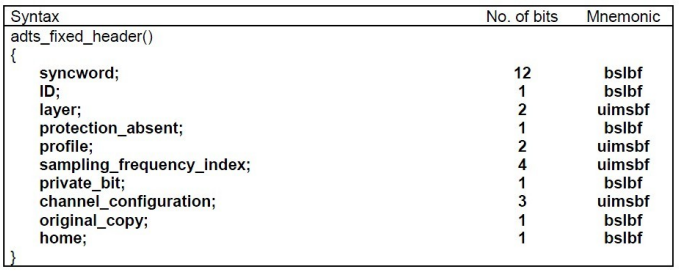 Syntax No. of bits Mnemonic
adts_fixed_header()
{
syncword; 12 bslbf
ID; 1 bslbf
layer; 2 uimsbf
protection_absent; 1 bslbf
profile; 2 uimsbf
sampling_frequency_index; 4 uimsbf
private_bit; 1 bslbf
channel_configuration; 3 uimsbf
original_copy; 1 bslbf
home; 1 bslbf
}